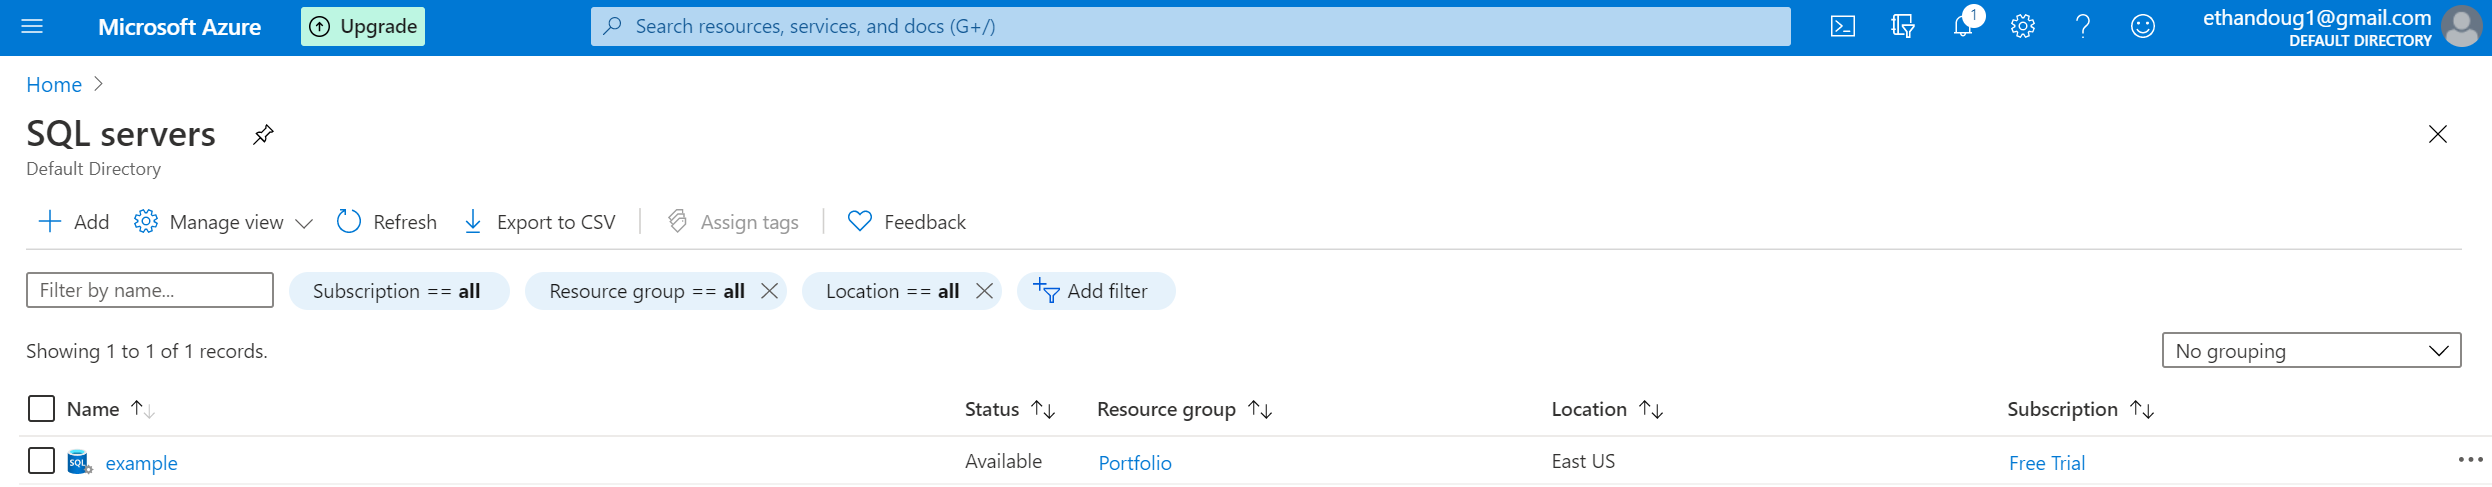 Microsoft Azure
Upgrade
Search resources, services, and docs (G+/)
1
ethandoug1@gmail.com
DEFAULT DIRECTORY
Home
SQL servers
Default Directory
Add Manage view Refresh Export to CSV Assign tags Feedback
Filter by name... Subscription == all Resource group == all Location == all Add filter
Showing 1 to 1 of 1 records. No grouping
Name Status Resource group Location Subscription
SQL example Available Portfolio East US Free Trial